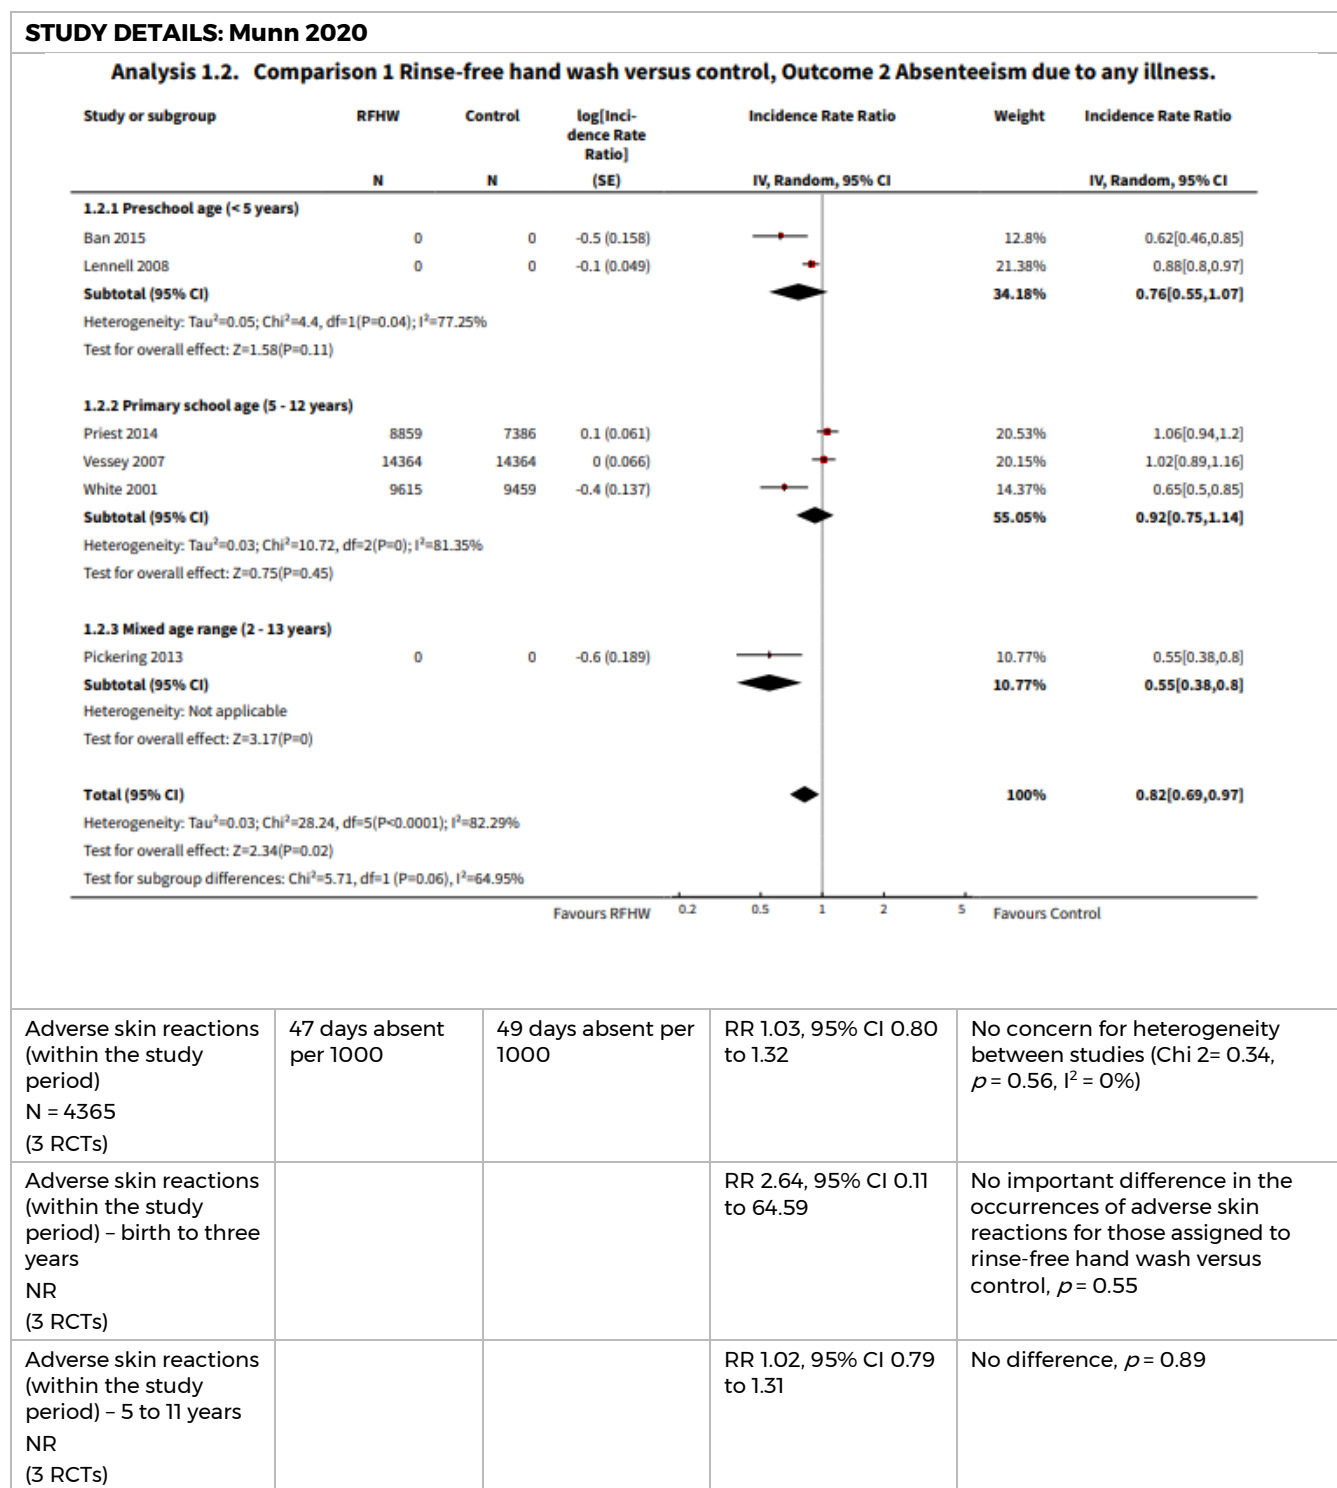 STUDY DETAILS: Munn 2020
Analysis 1.2. Comparison 1 Rinse-free hand wash versus control, Outcome 2 Absenteeism due to any illness.
Study or subgroup RFHW Control log[Inci- Incidence Rate Ratio Weight Incidence Rate Ratio
dence Rate
Ratio]
N N (SE) IV, Random, 95% CI IV, Random, 95% CI
1.2.1 Preschool age (< 5 years)
Ban 2015 0 0 -0.5 (0.158) 12.8% 0.62[0.46,0.85]
Lennell 2008 0 0 -0.1 (0.049) 21.38% 0.88[0.8,0.97]
Subtotal (95% CI) 34.18% 0.76[0.55,1.07]
Heterogeneity: Tau²=0.05; Chi²=4.4, df=1(P=0.04); I²=77.25%
Test for overall effect: Z=1.58(P=0.11)
1.2.2 Primary school age (5 - 12 years)
Priest 2014 8859 7386 0.1 (0.061) 20.53% 1.06[0.94,1.2]
Vessey 2007 14364 14364 0 (0.066) 20.15% 1.02[0.89,1.16]
White 2001 9615 9459 -0.4 (0.137) 14.37% 0.65[0.5,0.85]
Subtotal (95% CI) 55.05% 0.92[0.75,1.14]
Heterogeneity: Tau²=0.03; Chi²=10.72, df=2(P=0); I²=81.35%
Test for overall effect: Z=0.75(P=0.45)
1.2.3 Mixed age range (2 - 13 years)
Pickering 2013 0 0 -0.6 (0.189) 10.77% 0.55[0.38,0.8]
Subtotal (95% CI) 10.77% 0.55[0.38,0.8]
Heterogeneity: Not applicable
Test for overall effect: Z=3.17(P=0)
Total (95% CI) 100% 0.82[0.69,0.97]
Heterogeneity: Tau²=0.03; Chi²=28.24, df=5(P<0.0001); I²=82.29%
Test for overall effect: Z=2.34(P=0.02)
Test for subgroup differences: Chi²=5.71, df=1 (P=0.06), I²=64.95%
Favours RFHW 0.2 0.5 1 2 5 Favours Control
Adverse skin reactions
(within the study
period)
N = 4365
(3 RCTs)
47 days absent
per 1000
49 days absent per
1000
RR 1.03, 95% CI 0.80
to 1.32
No concern for heterogeneity
between studies (Chi 2= 0.34,
p = 0.56, I² = 0%)
Adverse skin reactions
(within the study
period) – birth to three
years
NR
(3 RCTs)
RR 2.64, 95% CI 0.11
to 64.59
No important difference in the
occurrences of adverse skin
reactions for those assigned to
rinse-free hand wash versus
control, p = 0.55
Adverse skin reactions
(within the study
period) – 5 to 11 years
NR
(3 RCTs)
RR 1.02, 95% CI 0.79
to 1.31
No difference, p = 0.89